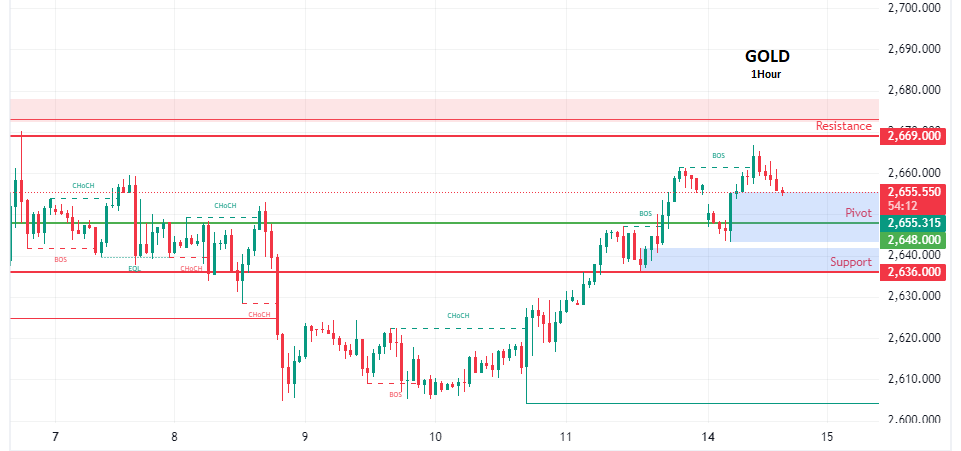 2,700.000
2,690.000
GOLD
1Hour
2,680.000
Resistance
2,669.000
BOS
2,660.000
CHoCH
2,655.550
54:12
CHoCH
BOS
Pivot
2,655.315
2,648.000
BOS
EQL
CHoCH
2,640.000
Support
2,636.000
2,630.000
CHoCH
CHoCH
2,620.000
BOS
2,610.000
2,600.000
7 8 9 10 11 14 15